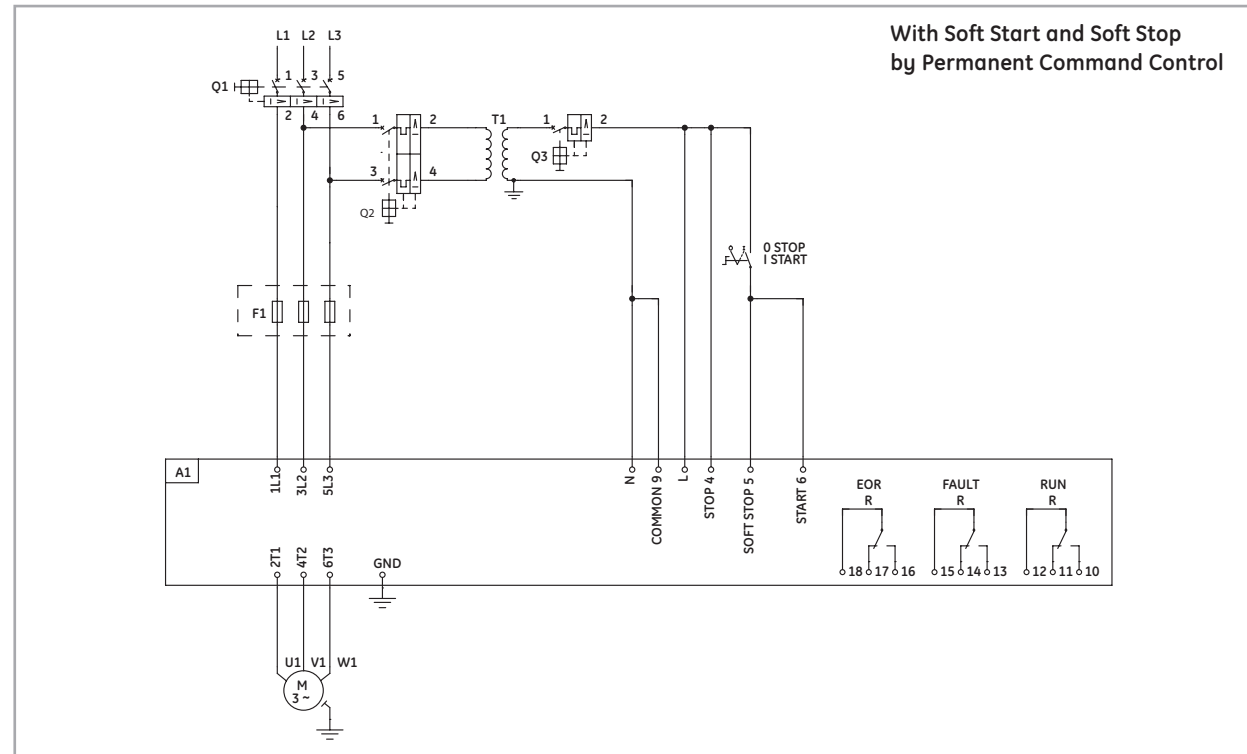 With Soft Start and Soft Stop
by Permanent Command Control
L1 L2 L3
Q1 1 3 5
2 4 6
1 2 T1 1 2
Q3
3 4
Q2
0 STOP
I START
F1
A1
1L1 3L2 5L3
N COMMON 9 L STOP 4 SOFT STOP 5 START 6
EOR FAULT RUN
R R R
18 17 16 15 14 13 12 11 10
2T1 4T2 6T3 GND
U1 V1 W1
M
3 ~